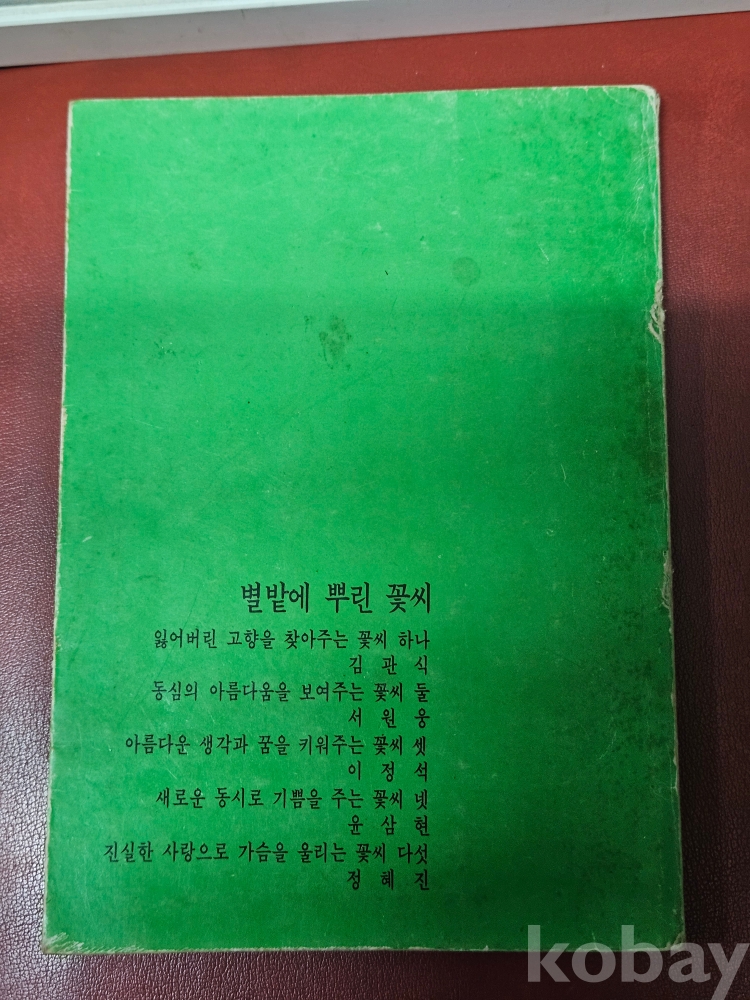 별밭에 뿌린 꽃씨
잃어버린 고향을 찾아주는 꽃씨 하나
김 관 식
동심의 아름다움을 보여주는 꽃씨 둘
서 원 웅
아름다운 생각과 꿈을 키워주는 꽃씨 셋
이 정 석
새로운 동시로 기쁨을 주는 꽃씨 넷
윤 삼 현
진실한 사랑으로 가슴을 울리는 꽃씨 다섯
정 혜 진
kobay